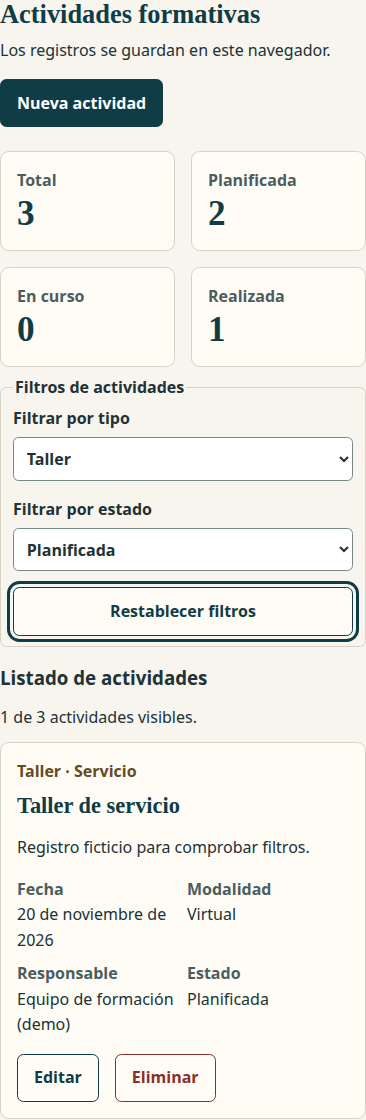 Actividades formativas
Los registros se guardan en este navegador.
Nueva actividad
Total
3
Planificada
2
En curso
0
Realizada
1
Filtros de actividades
Filtrar por tipo
Taller
Filtrar por estado
Planificada
Restablecer filtros
Listado de actividades
1 de 3 actividades visibles.
Taller · Servicio
Taller de servicio
Registro ficticio para comprobar filtros.
Fecha
20 de noviembre de
2026
Modalidad
Virtual
Responsable
Equipo de formación
(demo)
Estado
Planificada
Editar
Eliminar